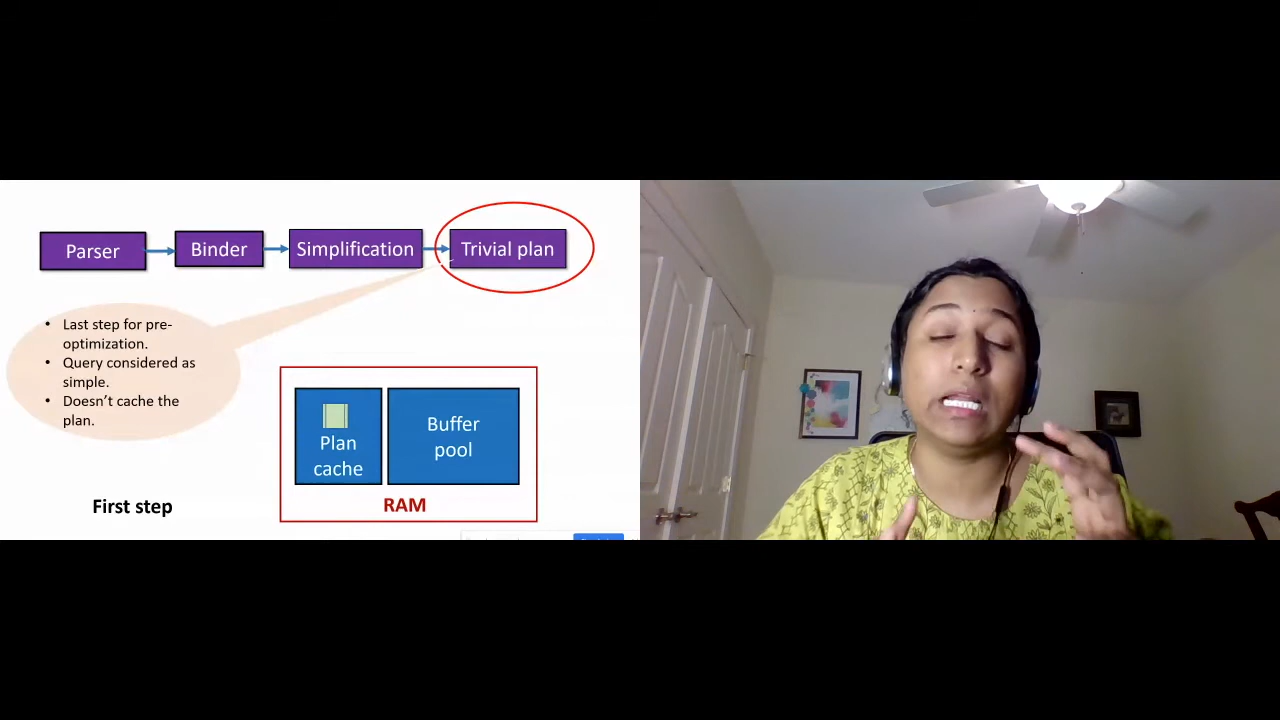 Parser
Binder
Simplification
Trivial plan
• Last step for pre-
optimization.
• Query considered as
simple.
• Doesn’t cache the
plan.
Plan
cache
Buffer
pool
First step
RAM